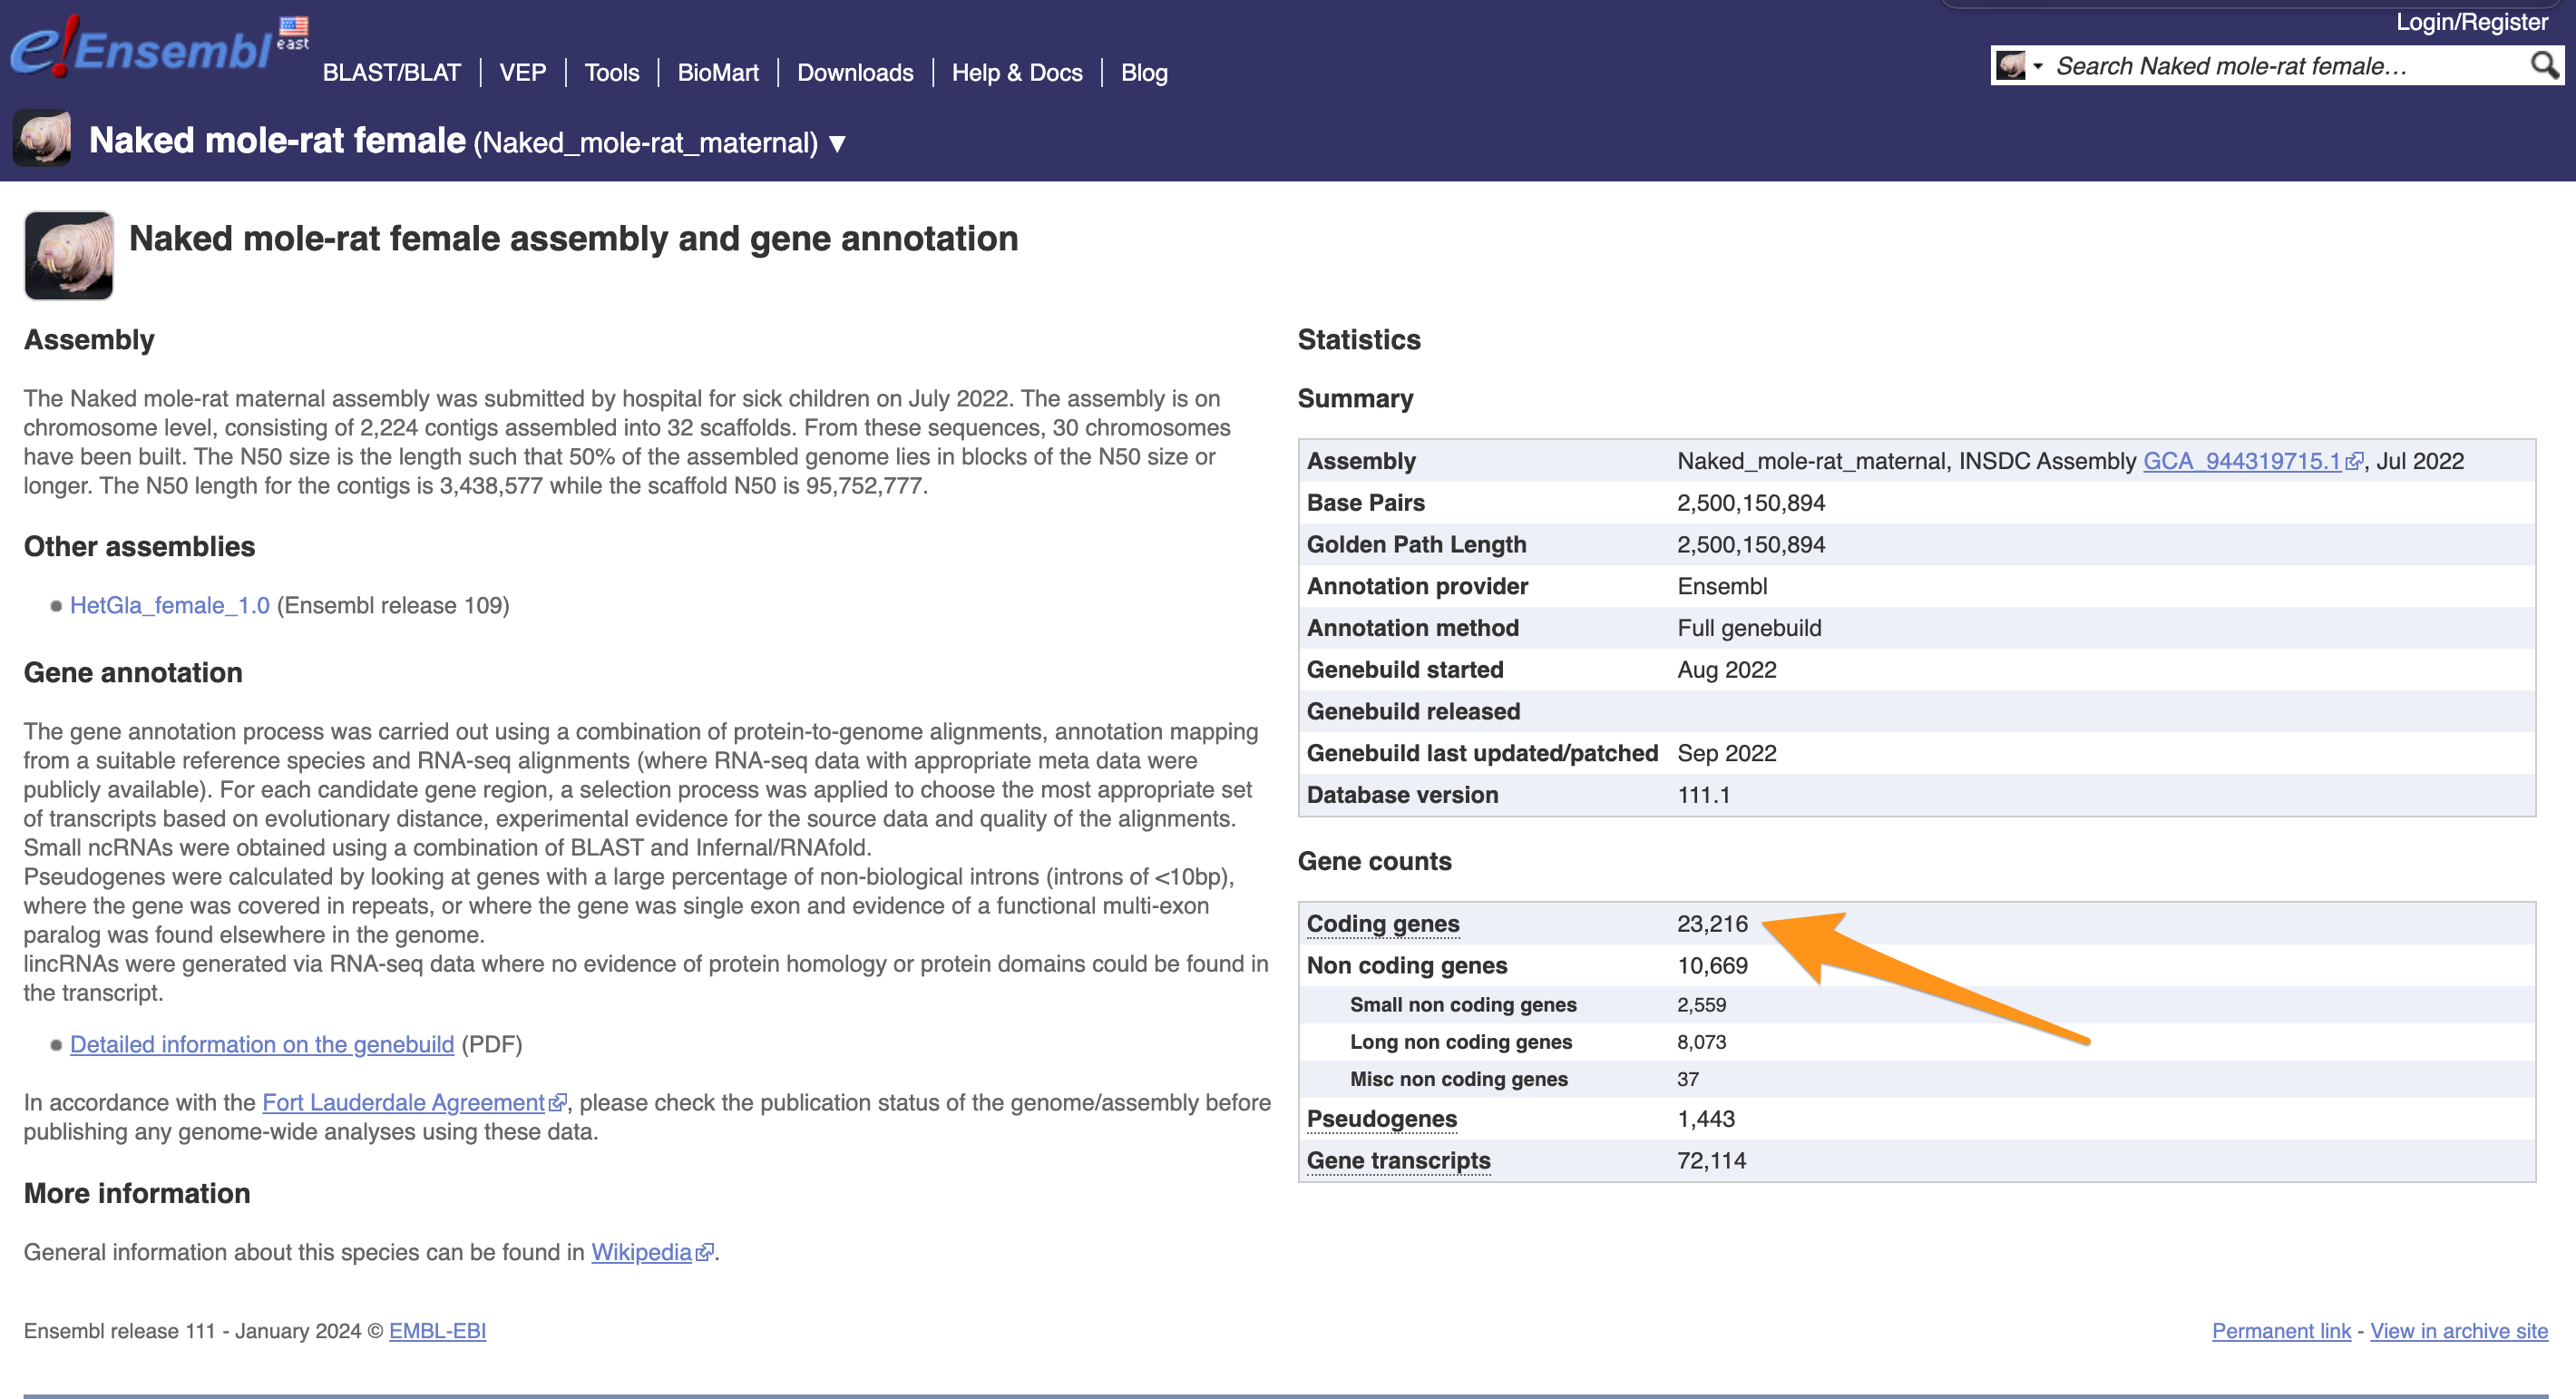 e!Ensembl east
Login/Register
BLAST/BLAT | VEP | Tools | BioMart | Downloads | Help & Docs | Blog
Search Naked mole-rat female…
Naked mole-rat female (Naked_mole-rat_maternal) ▼
Naked mole-rat female assembly and gene annotation
Assembly
The Naked mole-rat maternal assembly was submitted by hospital for sick children on July 2022. The assembly is on
chromosome level, consisting of 2,224 contigs assembled into 32 scaffolds. From these sequences, 30 chromosomes
have been built. The N50 size is the length such that 50% of the assembled genome lies in blocks of the N50 size or
longer. The N50 length for the contigs is 3,438,577 while the scaffold N50 is 95,752,777.
Other assemblies
HetGla_female_1.0 (Ensembl release 109)
Gene annotation
The gene annotation process was carried out using a combination of protein-to-genome alignments, annotation mapping
from a suitable reference species and RNA-seq alignments (where RNA-seq data with appropriate meta data were
publicly available). For each candidate gene region, a selection process was applied to choose the most appropriate set
of transcripts based on evolutionary distance, experimental evidence for the source data and quality of the alignments.
Small ncRNAs were obtained using a combination of BLAST and Infernal/RNAfold.
Pseudogenes were calculated by looking at genes with a large percentage of non-biological introns (introns of <10bp),
where the gene was covered in repeats, or where the gene was single exon and evidence of a functional multi-exon
paralog was found elsewhere in the genome.
lincRNAs were generated via RNA-seq data where no evidence of protein homology or protein domains could be found in
the transcript.
Detailed information on the genebuild (PDF)
In accordance with the Fort Lauderdale Agreement, please check the publication status of the genome/assembly before
publishing any genome-wide analyses using these data.
More information
General information about this species can be found in Wikipedia.
Statistics
Summary
Assembly Naked_mole-rat_maternal, INSDC Assembly GCA_944319715.1, Jul 2022
Base Pairs 2,500,150,894
Golden Path Length 2,500,150,894
Annotation provider Ensembl
Annotation method Full genebuild
Genebuild started Aug 2022
Genebuild released
Genebuild last updated/patched Sep 2022
Database version 111.1
Gene counts
Coding genes 23,216
Non coding genes 10,669
Small non coding genes 2,559
Long non coding genes 8,073
Misc non coding genes 37
Pseudogenes 1,443
Gene transcripts 72,114
Ensembl release 111 - January 2024 © EMBL-EBI
Permanent link - View in archive site